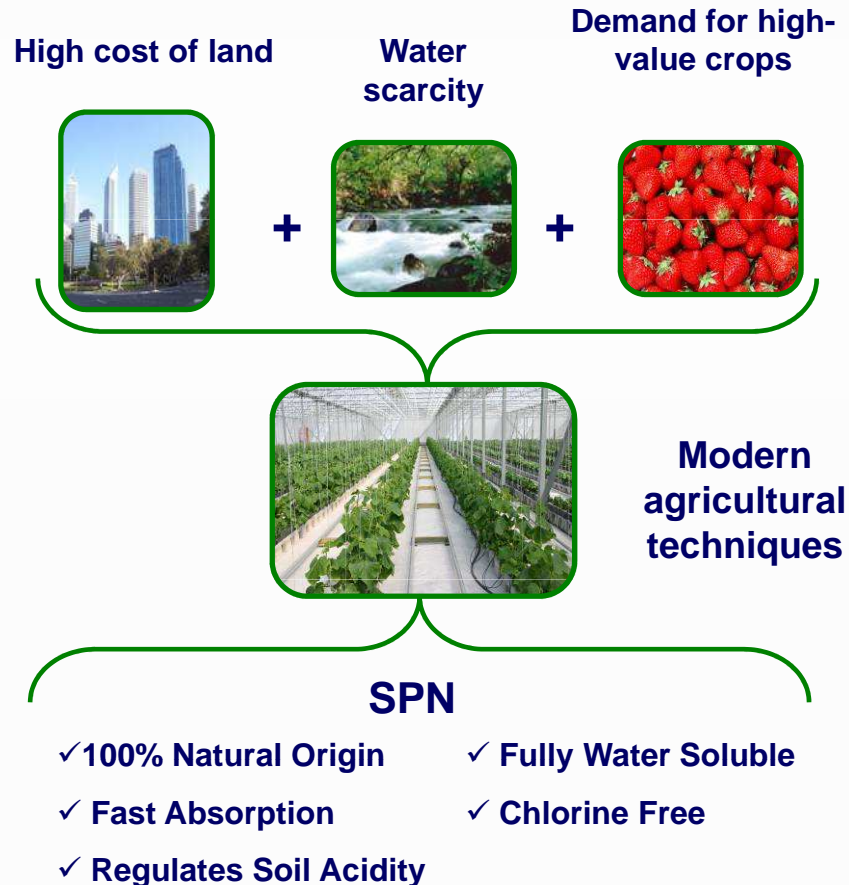 High cost of land
Water
scarcity
Demand for high-
value crops
+
+
Modern
agricultural
techniques
SPN
✓100% Natural Origin
✓ Fully Water Soluble
✓ Fast Absorption
✓ Chlorine Free
✓ Regulates Soil Acidity